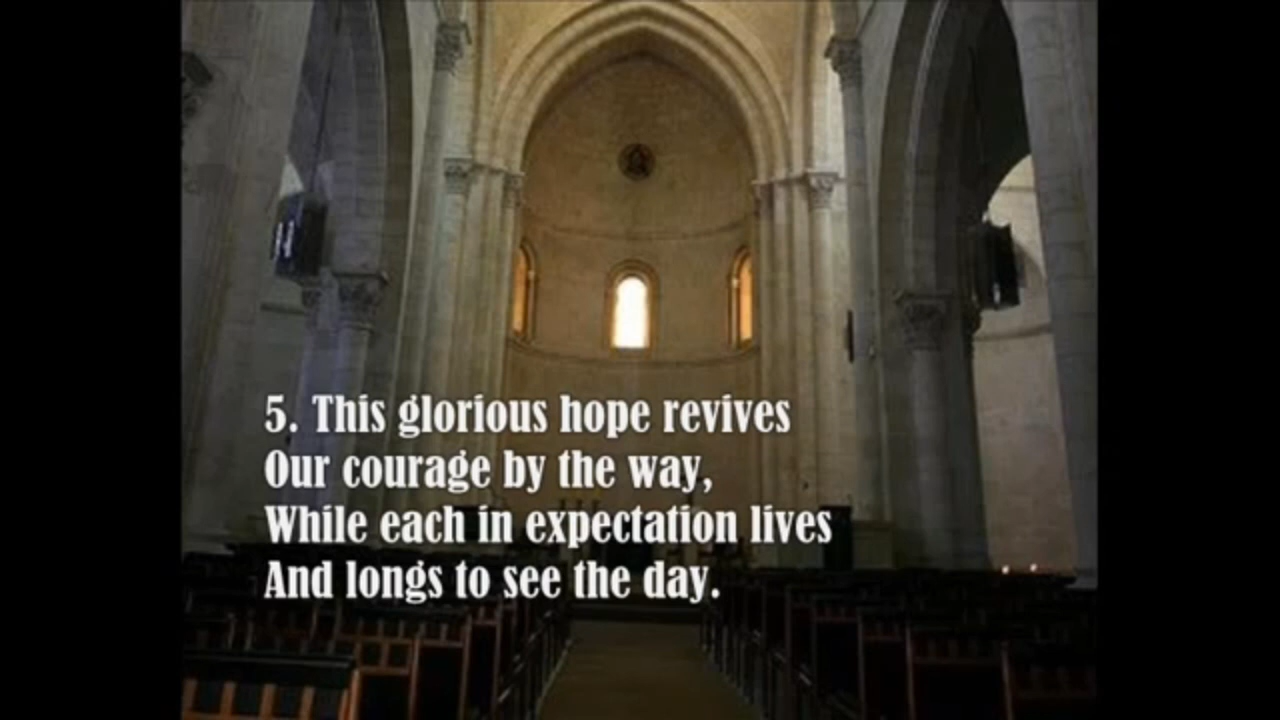 5. This glorious hope revives
Our courage by the way,
While each in expectation lives
And longs to see the day.